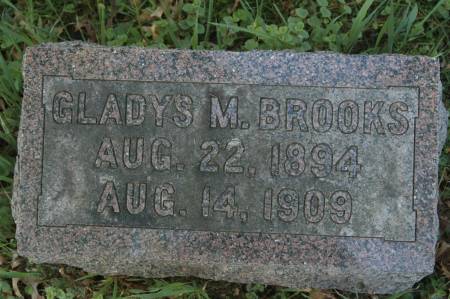 GLADYS M. BROOKS
AUG. 22, 1894
AUG. 14, 1909